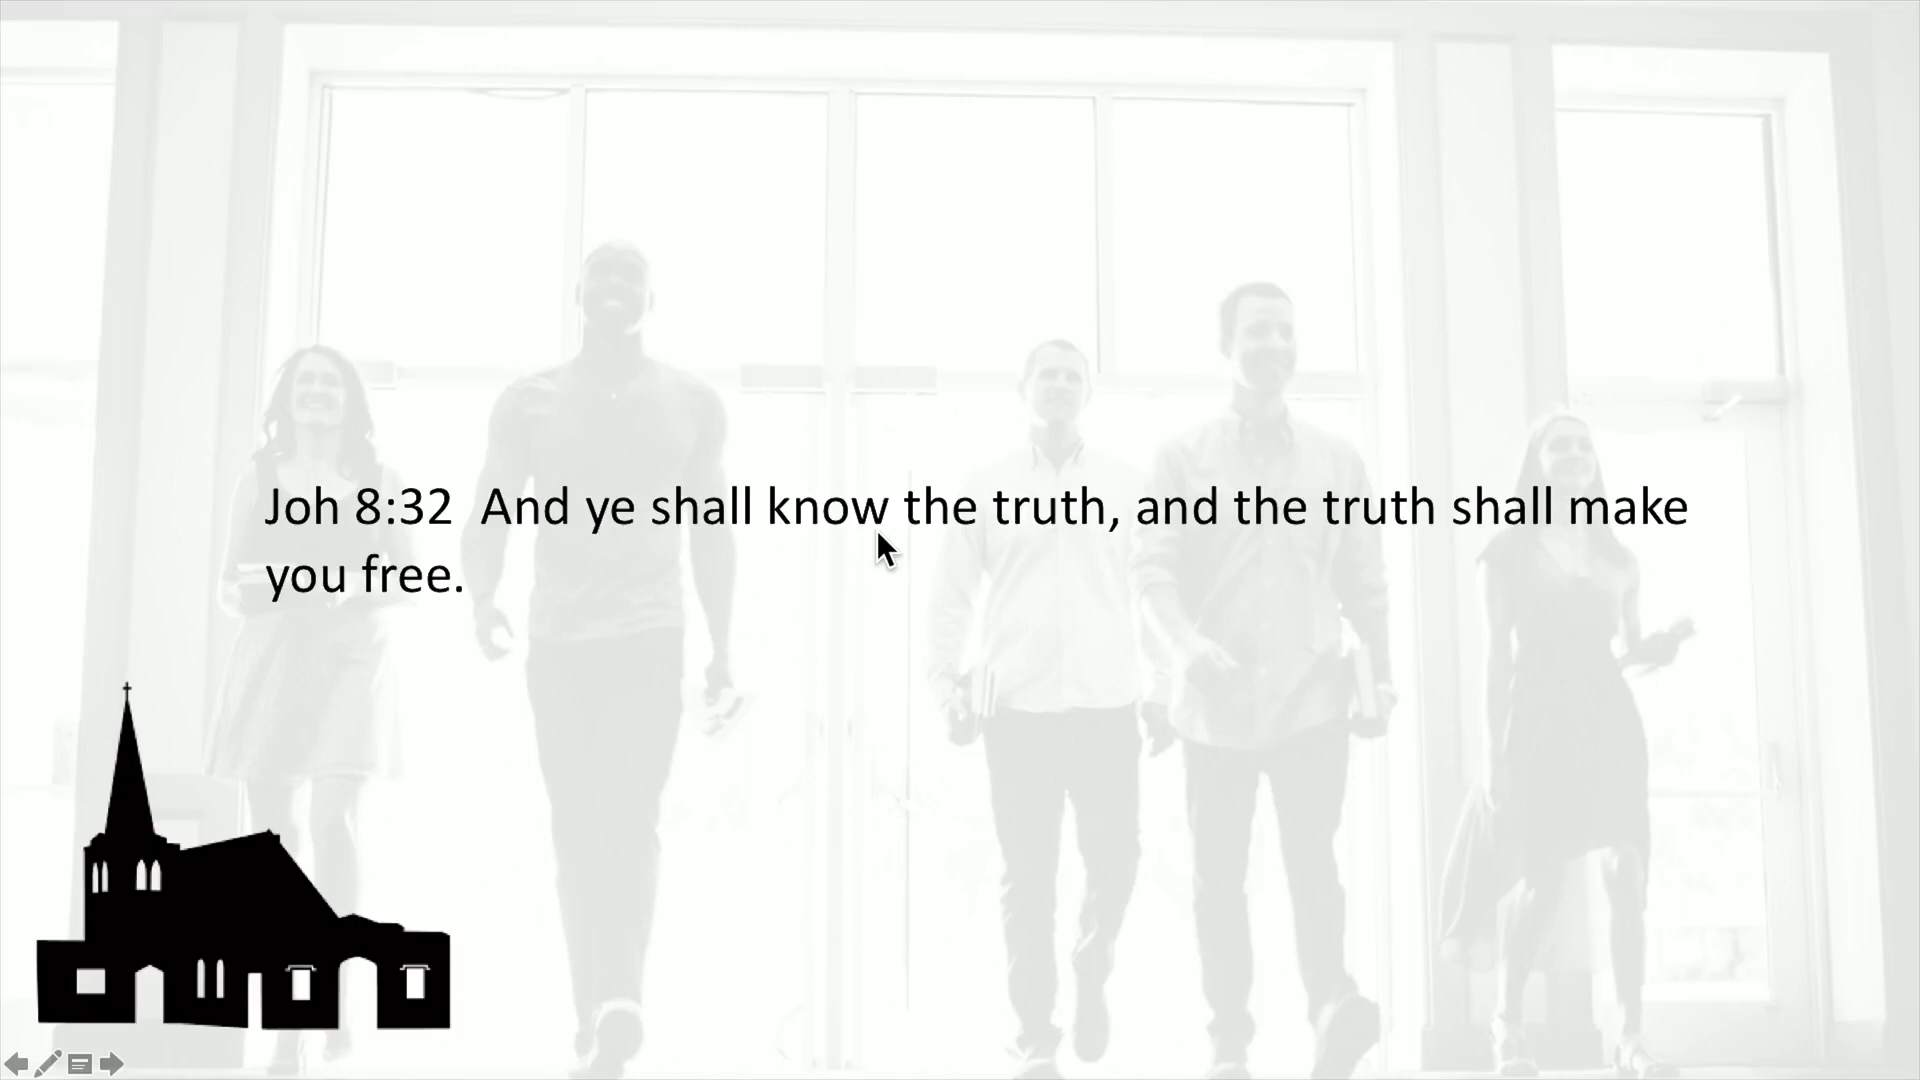 Joh 8:32  And ye shall know the truth, and the truth shall make
you free.